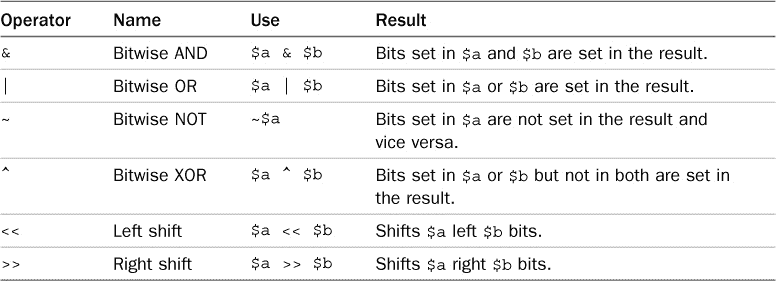 Operator Name Use Result
& Bitwise AND $a & $b Bits set in $a and $b are set in the result.
| Bitwise OR $a | $b Bits set in $a or $b are set in the result.
~ Bitwise NOT ~$a Bits set in $a are not set in the result and
vice versa.
^ Bitwise XOR $a ^ $b Bits set in $a or $b but not in both are set in
the result.
<< Left shift $a << $b Shifts $a left $b bits.
>> Right shift $a >> $b Shifts $a right $b bits.